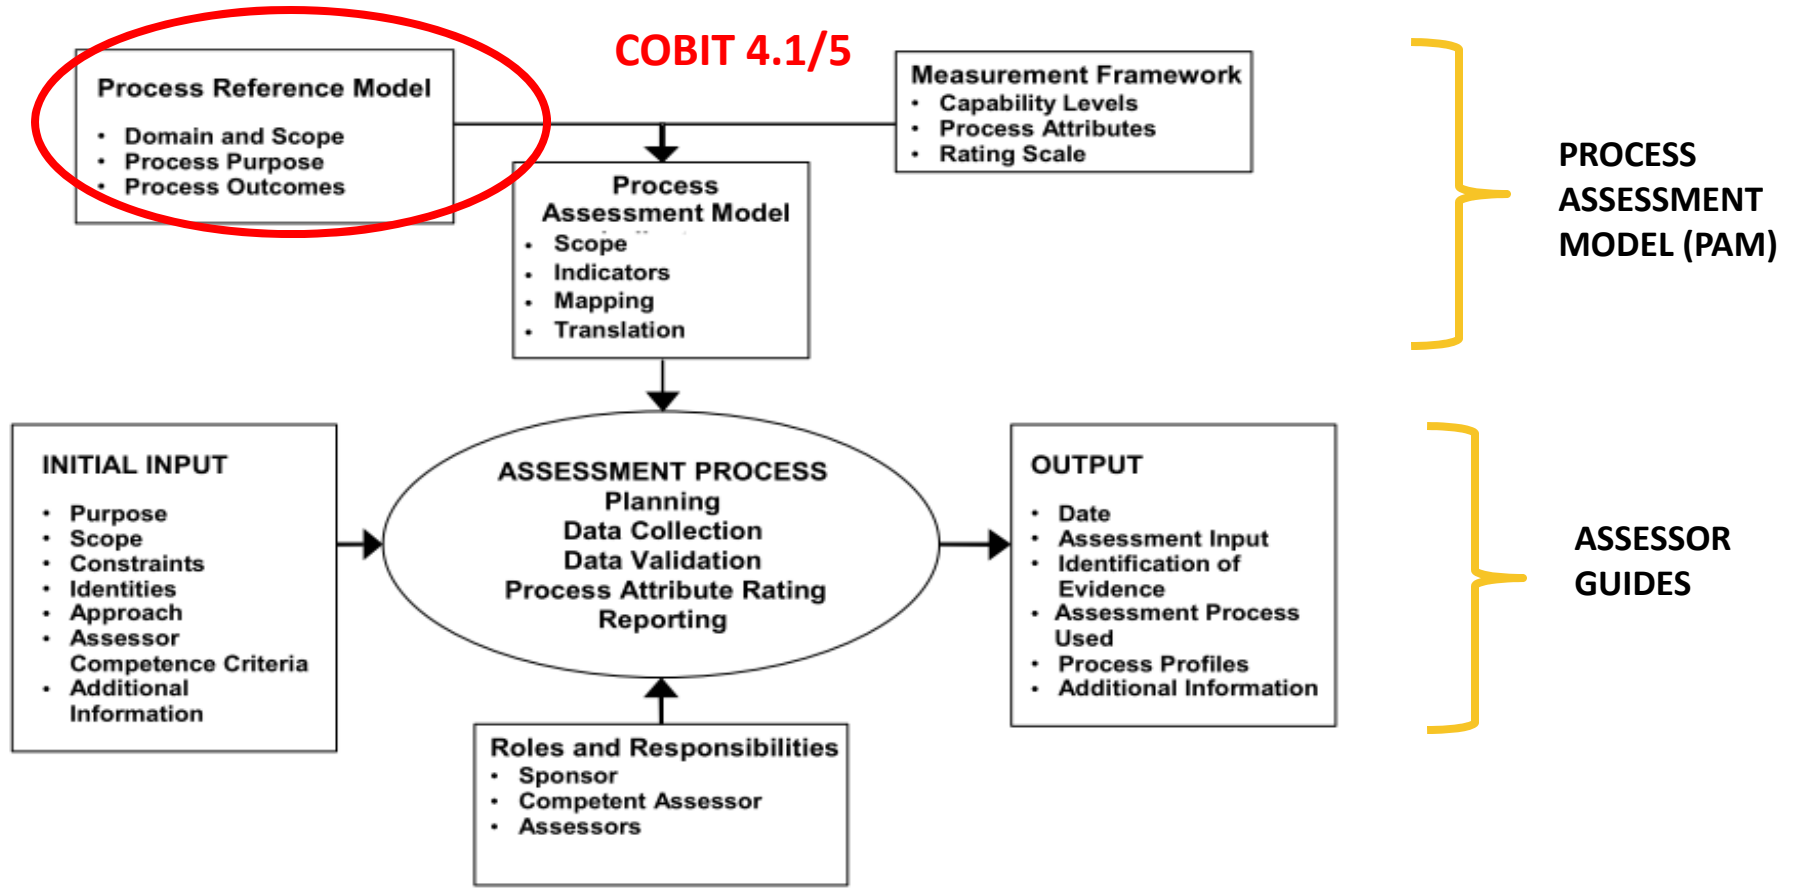 COBIT 4.1/5
Process Reference Model
• Domain and Scope
• Process Purpose
• Process Outcomes
Measurement Framework
• Capability Levels
• Process Attributes
• Rating Scale
Process
Assessment Model
• Scope
• Indicators
• Mapping
• Translation
PROCESS
ASSESSMENT
MODEL (PAM)
INITIAL INPUT
• Purpose
• Scope
• Constraints
• Identities
• Approach
• Assessor
Competence Criteria
• Additional
Information
ASSESSMENT PROCESS
Planning
Data Collection
Data Validation
Process Attribute Rating
Reporting
OUTPUT
• Date
• Assessment Input
• Identification of
Evidence
• Assessment Process
Used
• Process Profiles
• Additional Information
ASSESSOR
GUIDES
Roles and Responsibilities
• Sponsor
• Competent Assessor
• Assessors